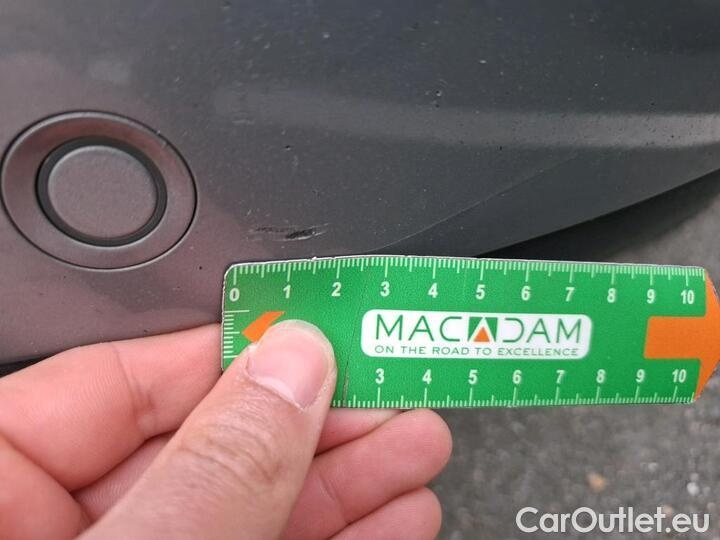 0 1 2 3 4 5 6 7 8 9 10
MACADAM
ON THE ROAD TO EXCELLENCE
3 4 5 6 7 8 9 10
CarOutlet.eu